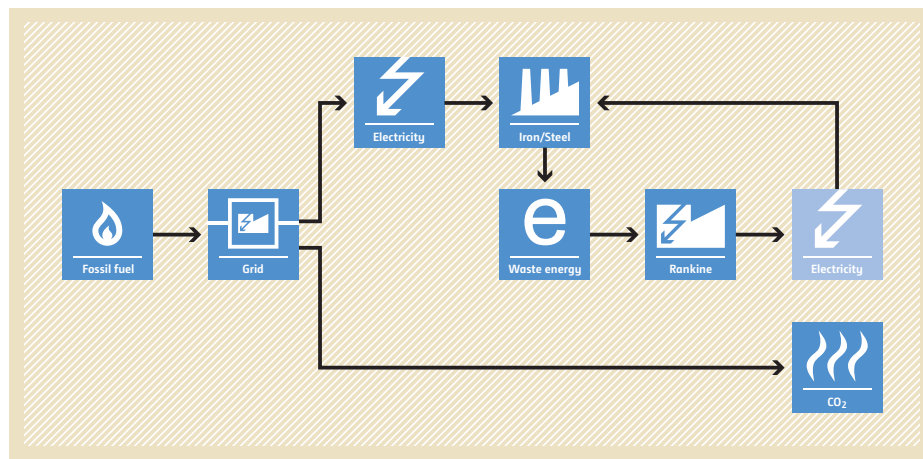 Electricity
Iron/Steel
Fossil fuel
Grid
e
Waste energy
Rankine
Electricity
CO₂